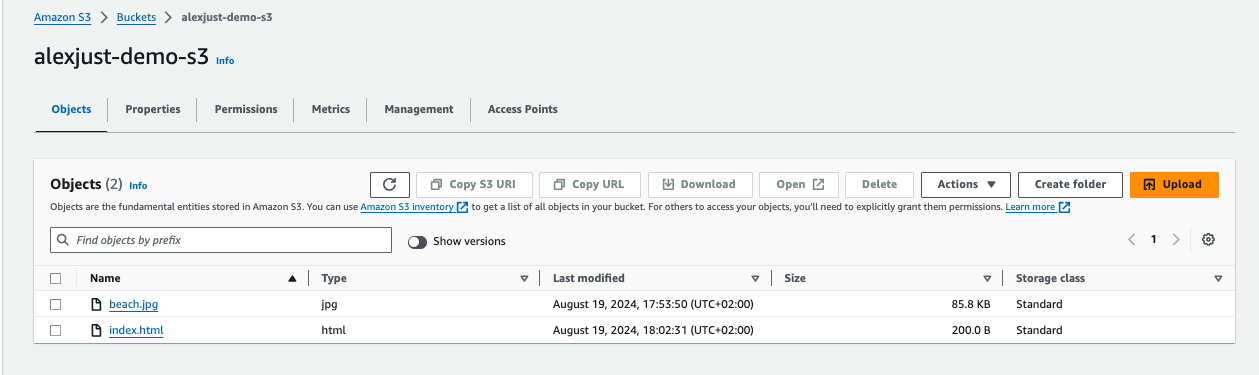 Amazon S3 > Buckets > alexjust-demo-s3
alexjust-demo-s3 Info
Objects Properties Permissions Metrics Management Access Points
Objects (2) Info Copy S3 URI Copy URL Download Open Delete Actions Create folder Upload
Objects are the fundamental entities stored in Amazon S3. You can use Amazon S3 inventory to get a list of all objects in your bucket. For others to access your objects, you'll need to explicitly grant them permissions. Learn more
Find objects by prefix Show versions 1
Name Type Last modified Size Storage class
beach.jpg jpg August 19, 2024, 17:53:50 (UTC+02:00) 85.8 KB Standard
index.html html August 19, 2024, 18:02:31 (UTC+02:00) 200.0 B Standard